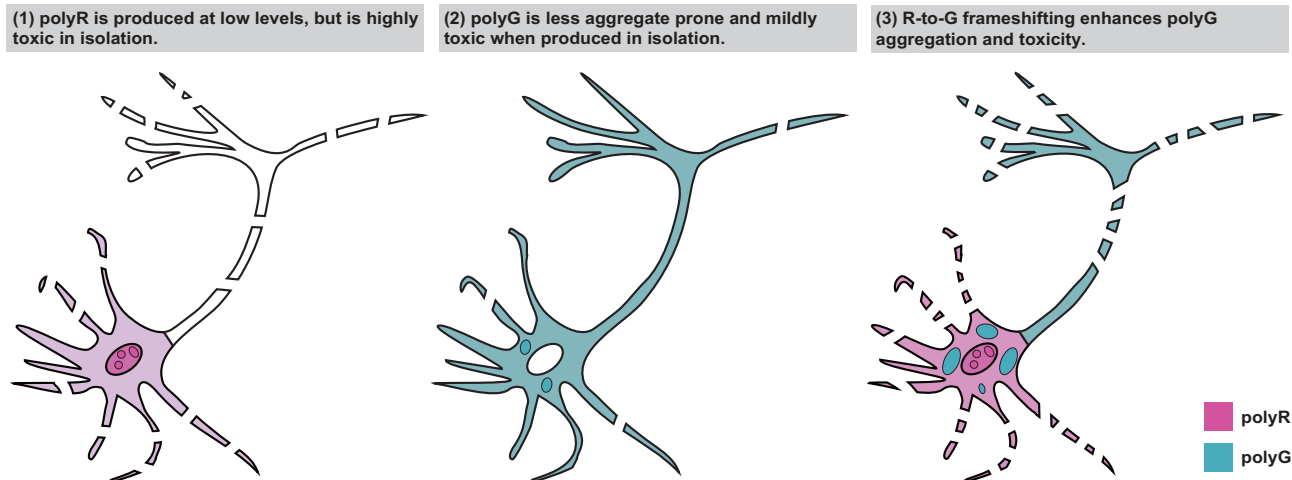 (1) polyR is produced at low levels, but is highly
toxic in isolation.
(2) polyG is less aggregate prone and mildly
toxic when produced in isolation.
(3) R-to-G frameshifting enhances polyG
aggregation and toxicity.
polyR
polyG